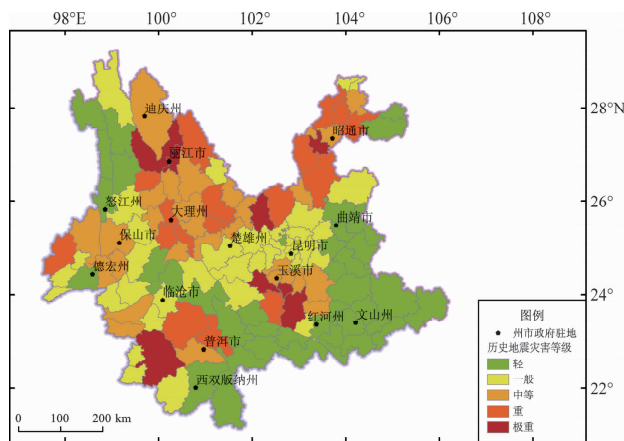 98°E
100°
102°
104°
106°
108°
28°N
26°
24°
22°
迪庆州
昭通市
丽江市
怒江州
大理州
曲靖市
保山市
楚雄州
昆明市
德宏州
玉溪市
临沧市
红河州
文山州
普洱市
西双版纳州
图例
州市政府驻地
历史地震灾害等级
轻
一般
中等
重
极重
0 100 200 km